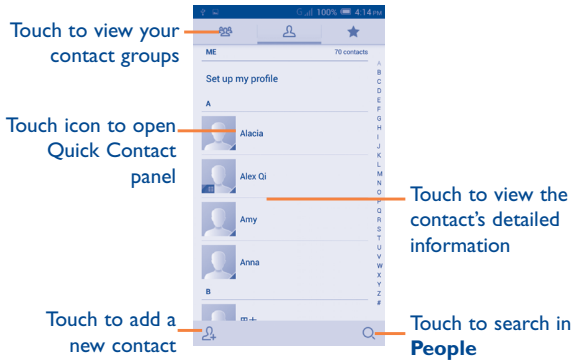 G 100% 4:14 PM
Touch to view your
contact groups
ME 70 contacts
Set up my profile
A
Touch icon to open
Quick Contact
panel
Alacia
Alex Qi
Amy
Anna
B
A
B
C
D
E
F
G
H
I
J
K
L
M
N
O
P
Q
R
S
T
U
V
W
X
Y
Z
#
Touch to view the
contact's detailed
information
Touch to add a
new contact
Touch to search in
People